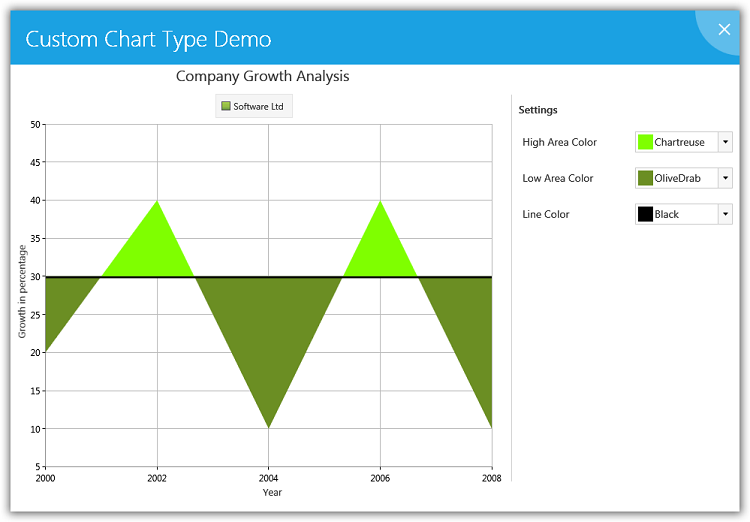 Custom Chart Type Demo
Company Growth Analysis
Software Ltd
50
45
40
35
30
25
20
15
10
5
Growth in percentage
2000 2002 2004 2006 2008
Year
Settings
High Area Color Chartreuse
Low Area Color OliveDrab
Line Color Black